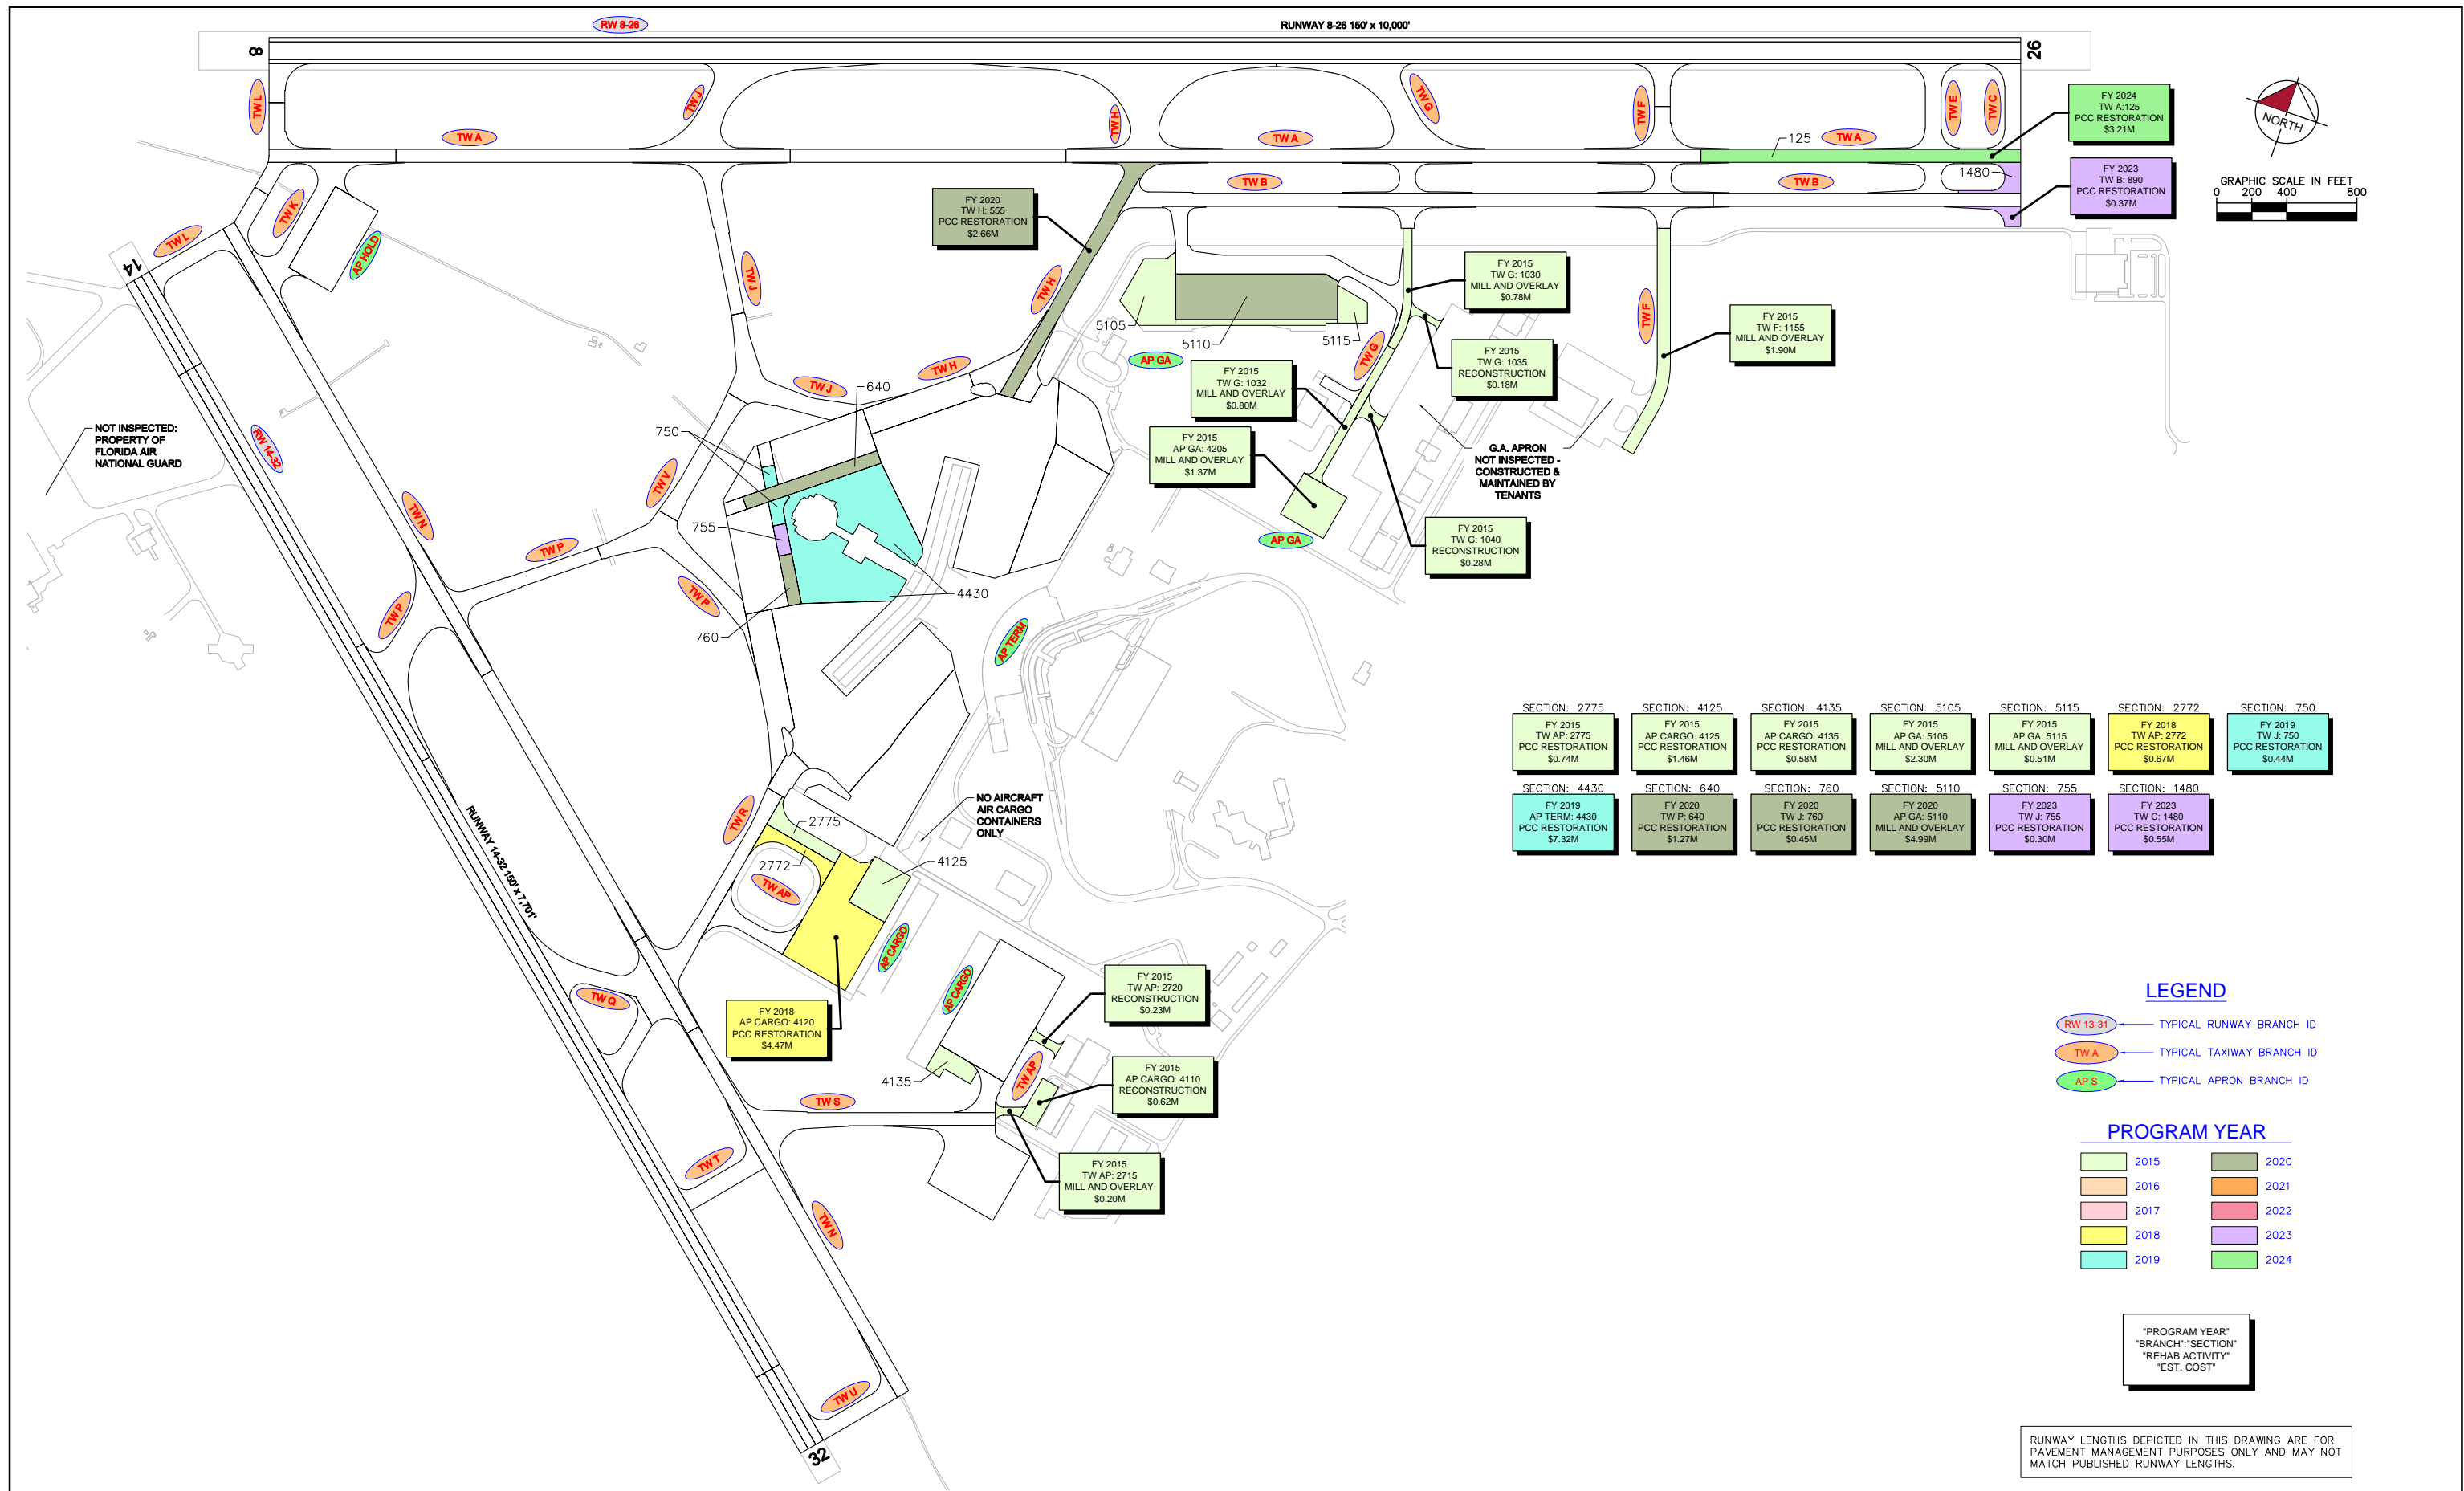 RW 8-26
RUNWAY 8-26 150' x 10,000'
8
26
TW L
TW J
TW H
TW G
TW F
TW E
TW C
TW A
TW A
TW A
125
FY 2024
TW A:125
PCC RESTORATION
$3.21M
NORTH
TW B
TW B
1480
FY 2023
TW B: 890
PCC RESTORATION
$0.37M
GRAPHIC SCALE IN FEET
0 200 400 800
TW K
TW L
14
AP HOLD
FY 2020
TW H: 555
PCC RESTORATION
$2.66M
TW J
TW H
5105
5110
5115
AP GA
TW G
FY 2015
TW G: 1030
MILL AND OVERLAY
$0.78M
TW F
FY 2015
TW F: 1155
MILL AND OVERLAY
$1.90M
FY 2015
TW G: 1035
RECONSTRUCTION
$0.18M
FY 2015
TW G: 1032
MILL AND OVERLAY
$0.80M
TW H
TW J
640
750
NOT INSPECTED:
PROPERTY OF
FLORIDA AIR
NATIONAL GUARD
RW 14-32
FY 2015
AP GA: 4205
MILL AND OVERLAY
$1.37M
G.A. APRON
NOT INSPECTED -
CONSTRUCTED &
MAINTAINED BY
TENANTS
TW V
TW N
755
TW P
FY 2015
TW G: 1040
RECONSTRUCTION
$0.28M
AP GA
TW P
TW P
4430
760
AP TERM
SECTION: 2775
FY 2015
TW AP: 2775
PCC RESTORATION
$0.74M
SECTION: 4125
FY 2015
AP CARGO: 4125
PCC RESTORATION
$1.46M
SECTION: 4135
FY 2015
AP CARGO: 4135
PCC RESTORATION
$0.58M
SECTION: 5105
FY 2015
AP GA: 5105
MILL AND OVERLAY
$2.30M
SECTION: 5115
FY 2015
AP GA: 5115
MILL AND OVERLAY
$0.51M
SECTION: 2772
FY 2018
TW AP: 2772
PCC RESTORATION
$0.67M
SECTION: 750
FY 2019
TW J: 750
PCC RESTORATION
$0.44M
SECTION: 4430
FY 2019
AP TERM: 4430
PCC RESTORATION
$7.32M
SECTION: 640
FY 2020
TW P: 640
PCC RESTORATION
$1.27M
SECTION: 760
FY 2020
TW J: 760
PCC RESTORATION
$0.45M
SECTION: 5110
FY 2020
AP GA: 5110
MILL AND OVERLAY
$4.99M
SECTION: 755
FY 2023
TW J: 755
PCC RESTORATION
$0.30M
SECTION: 1480
FY 2023
TW C: 1480
PCC RESTORATION
$0.55M
RUNWAY 14-32 150' x 7,701'
TW R
2775
2772
TW AP
NO AIRCRAFT
AIR CARGO
CONTAINERS
ONLY
4125
AP CARGO
AP CARGO
FY 2018
AP CARGO: 4120
PCC RESTORATION
$4.47M
TW Q
FY 2015
TW AP: 2720
RECONSTRUCTION
$0.23M
4135
TW AP
FY 2015
AP CARGO: 4110
RECONSTRUCTION
$0.62M
TW S
TW T
FY 2015
TW AP: 2715
MILL AND OVERLAY
$0.20M
TW N
TW U
32
LEGEND
RW 13-31 TYPICAL RUNWAY BRANCH ID
TW A TYPICAL TAXIWAY BRANCH ID
AP S TYPICAL APRON BRANCH ID
PROGRAM YEAR
2015 2020
2016 2021
2017 2022
2018 2023
2019 2024
"PROGRAM YEAR"
"BRANCH":"SECTION"
"REHAB ACTIVITY"
"EST. COST"
RUNWAY LENGTHS DEPICTED IN THIS DRAWING ARE FOR
PAVEMENT MANAGEMENT PURPOSES ONLY AND MAY NOT
MATCH PUBLISHED RUNWAY LENGTHS.